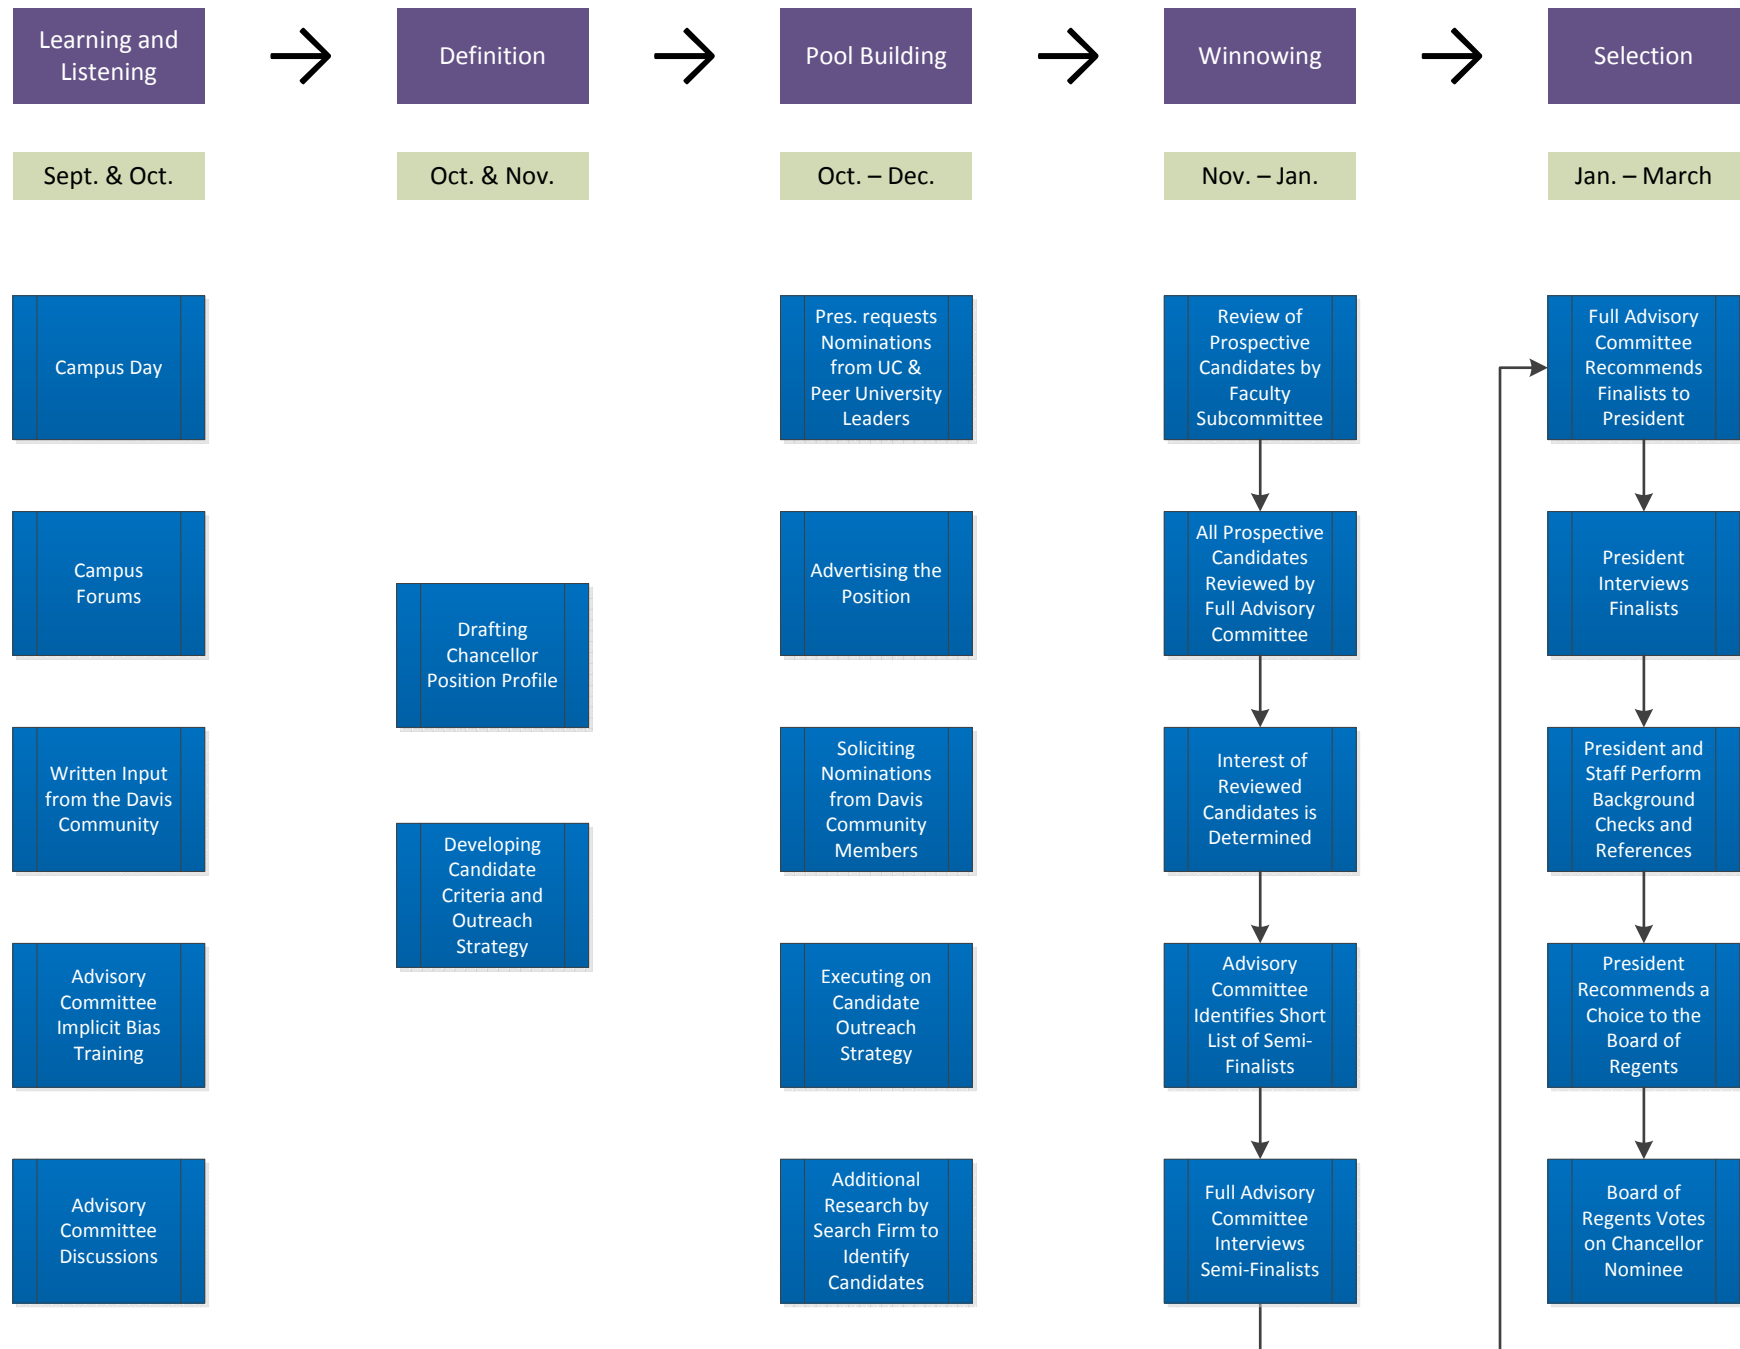 Learning and
Listening
Definition
Pool Building
Winnowing
Selection
Sept. & Oct.
Oct. & Nov.
Oct. – Dec.
Nov. – Jan.
Jan. – March
Campus Day
Campus
Forums
Written Input
from the Davis
Community
Advisory
Committee
Implicit Bias
Training
Advisory
Committee
Discussions
Drafting
Chancellor
Position Profile
Developing
Candidate
Criteria and
Outreach
Strategy
Pres. requests
Nominations
from UC &
Peer University
Leaders
Advertising the
Position
Soliciting
Nominations
from Davis
Community
Members
Executing on
Candidate
Outreach
Strategy
Additional
Research by
Search Firm to
Identify
Candidates
Review of
Prospective
Candidates by
Faculty
Subcommittee
All Prospective
Candidates
Reviewed by
Full Advisory
Committee
Interest of
Reviewed
Candidates is
Determined
Advisory
Committee
Identifies Short
List of Semi-
Finalists
Full Advisory
Committee
Interviews
Semi-Finalists
Full Advisory
Committee
Recommends
Finalists to
President
President
Interviews
Finalists
President and
Staff Perform
Background
Checks and
References
President
Recommends a
Choice to the
Board of
Regents
Board of
Regents Votes
on Chancellor
Nominee